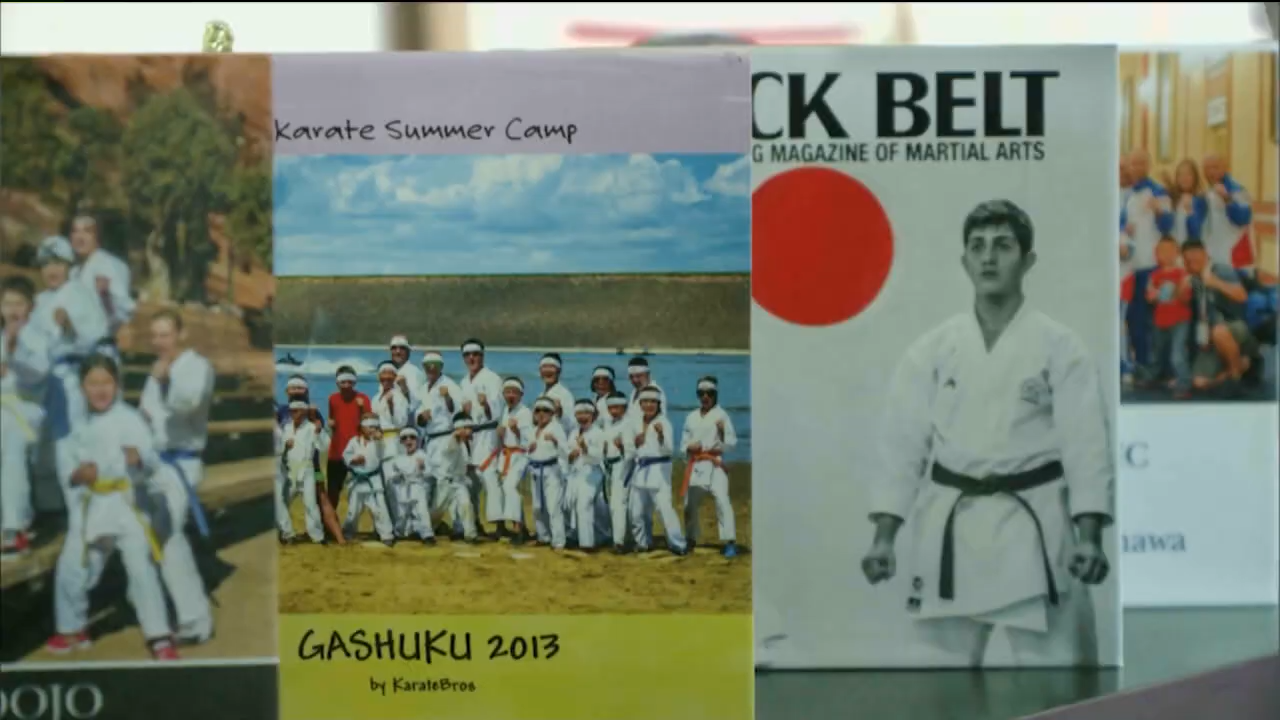 Karate Summer Camp
GASHUKU 2013
by KarateBros
CK BELT
G MAGAZINE OF MARTIAL ARTS
C
nawa
OJO